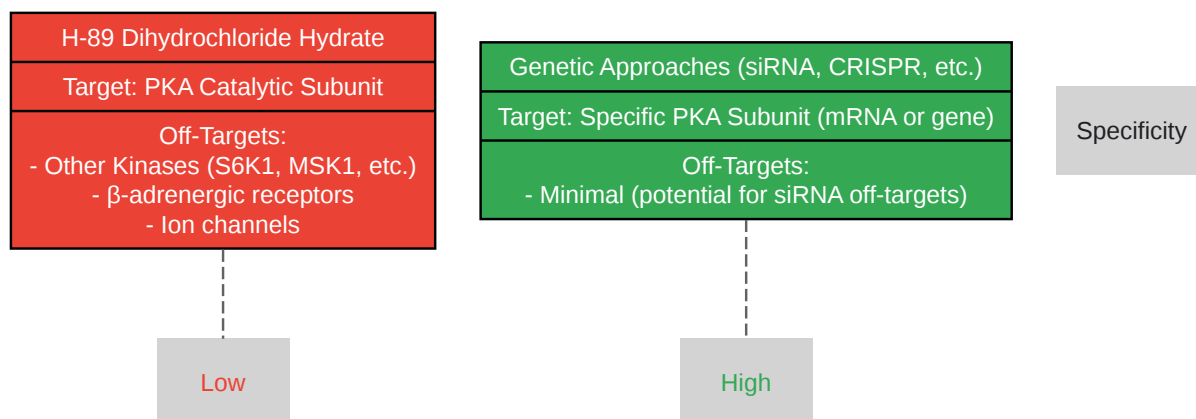 H-89 Dihydrochloride Hydrate
Target: PKA Catalytic Subunit
Off-Targets:
- Other Kinases (S6K1, MSK1, etc.)
- β-adrenergic receptors
- Ion channels
Genetic Approaches (siRNA, CRISPR, etc.)
Target: Specific PKA Subunit (mRNA or gene)
Off-Targets:
- Minimal (potential for siRNA off-targets)
Specificity
Low
High